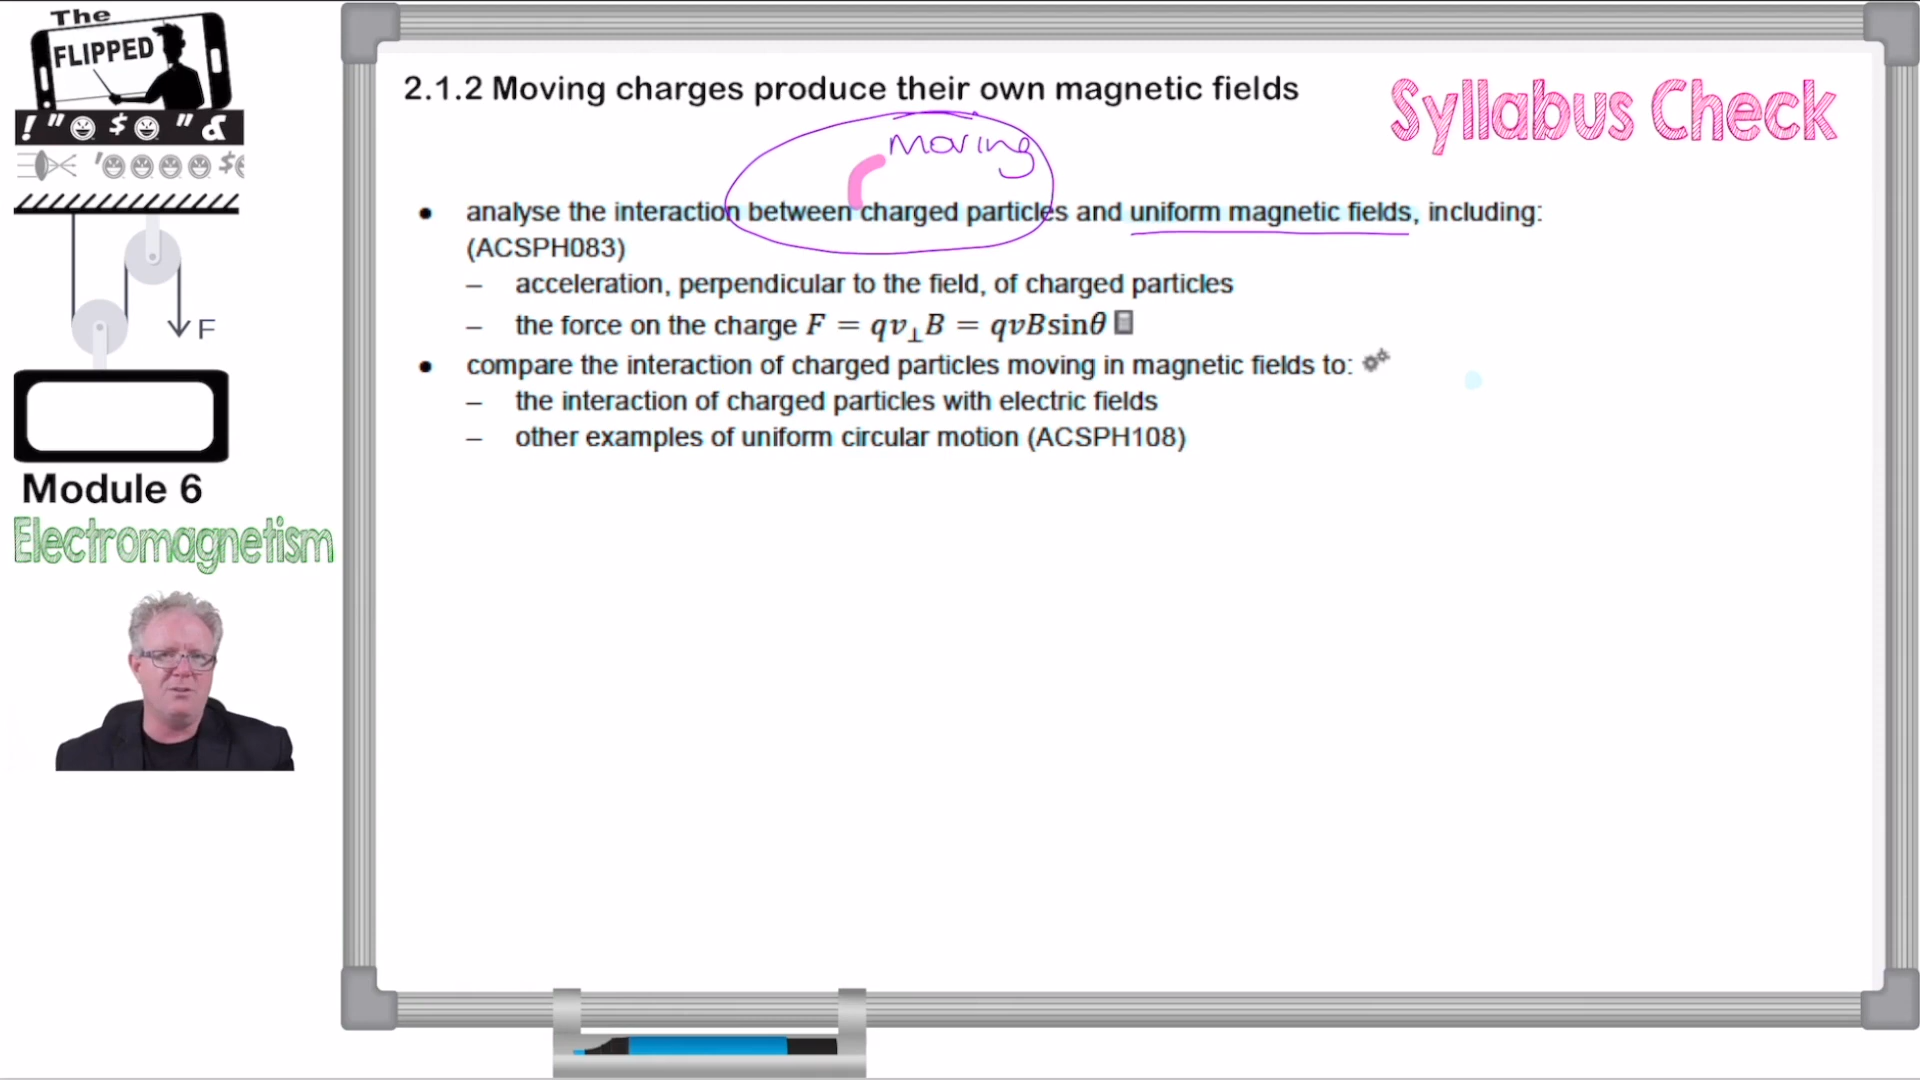 The
FLIPPED
! " $ " &
' $
F
Module 6
Electromagnetism
2.1.2 Moving charges produce their own magnetic fields
Syllabus Check
moving
• analyse the interaction between charged particles and uniform magnetic fields, including:
(ACSPH083)
– acceleration, perpendicular to the field, of charged particles
– the force on the charge F = qv⊥B = qvBsinθ
• compare the interaction of charged particles moving in magnetic fields to:
– the interaction of charged particles with electric fields
– other examples of uniform circular motion (ACSPH108)